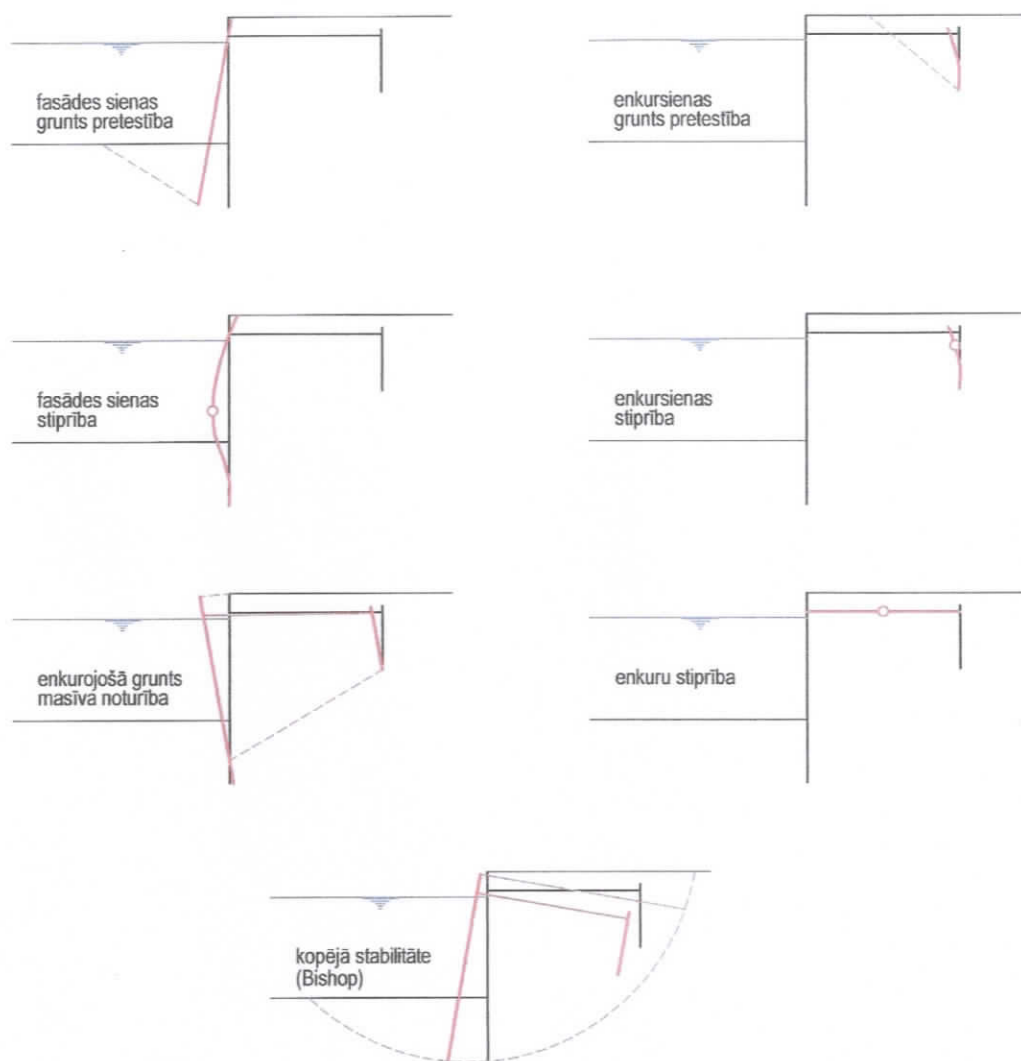 fasādes sienas
grunts pretestība
enkursienas
grunts pretestība
fasādes sienas
stiprība
enkursienas
stiprība
enkurojošā grunts
masīva noturība
enkuru stiprība
kopējā stabilitāte
(Bishop)